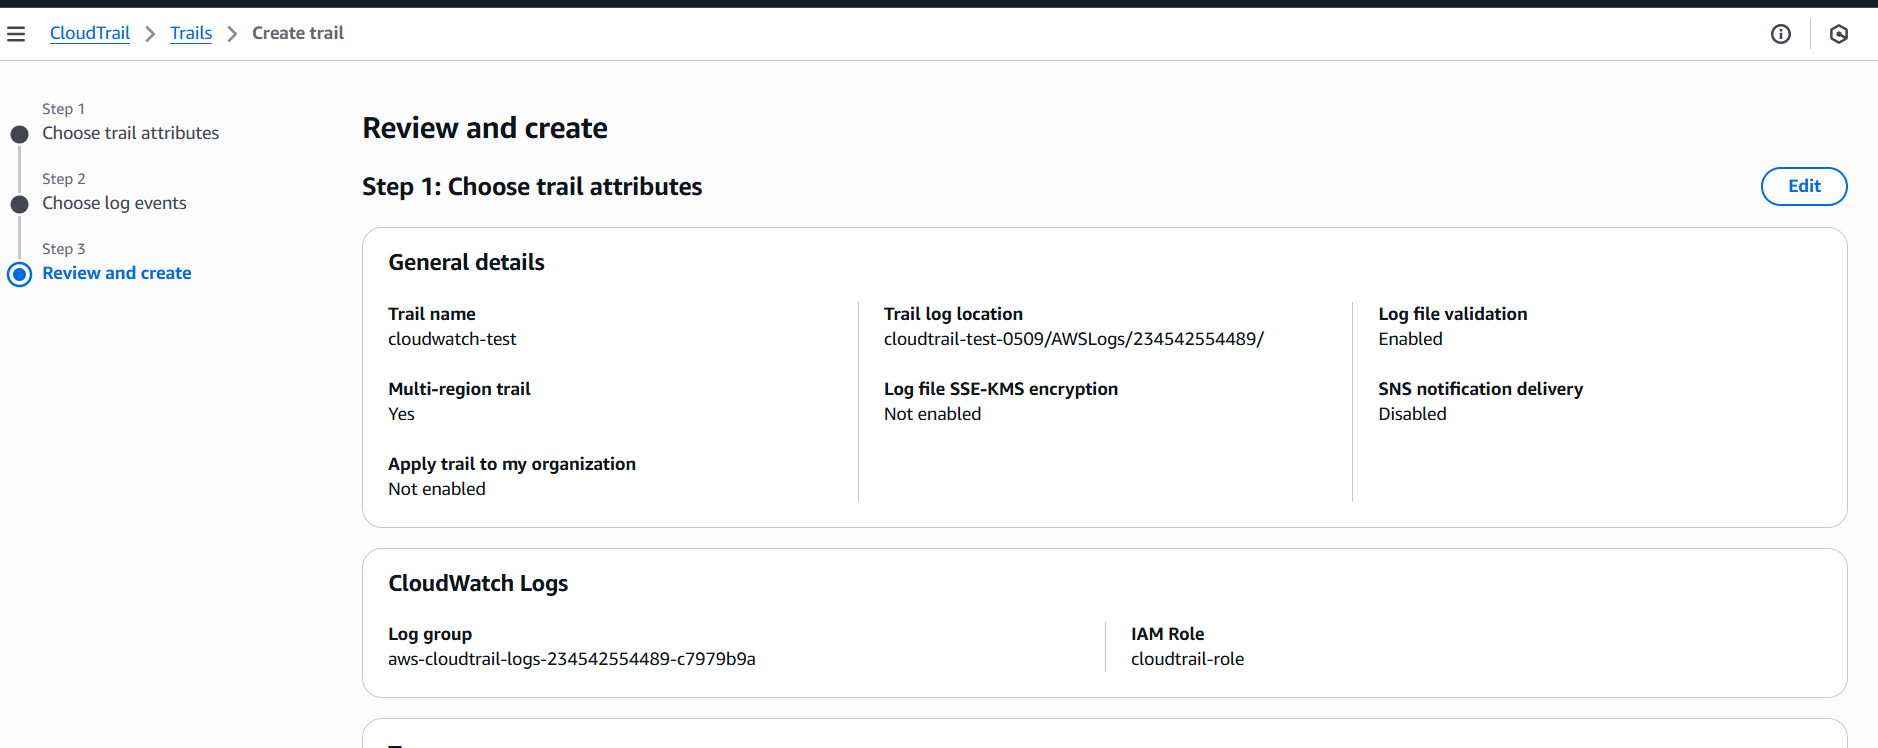 CloudTrail > Trails > Create trail
Step 1
Choose trail attributes
Step 2
Choose log events
Step 3
Review and create
Review and create
Step 1: Choose trail attributes
Edit
General details
Trail name
cloudwatch-test
Multi-region trail
Yes
Apply trail to my organization
Not enabled
Trail log location
cloudtrail-test-0509/AWSLogs/234542554489/
Log file SSE-KMS encryption
Not enabled
Log file validation
Enabled
SNS notification delivery
Disabled
CloudWatch Logs
Log group
aws-cloudtrail-logs-234542554489-c7979b9a
IAM Role
cloudtrail-role